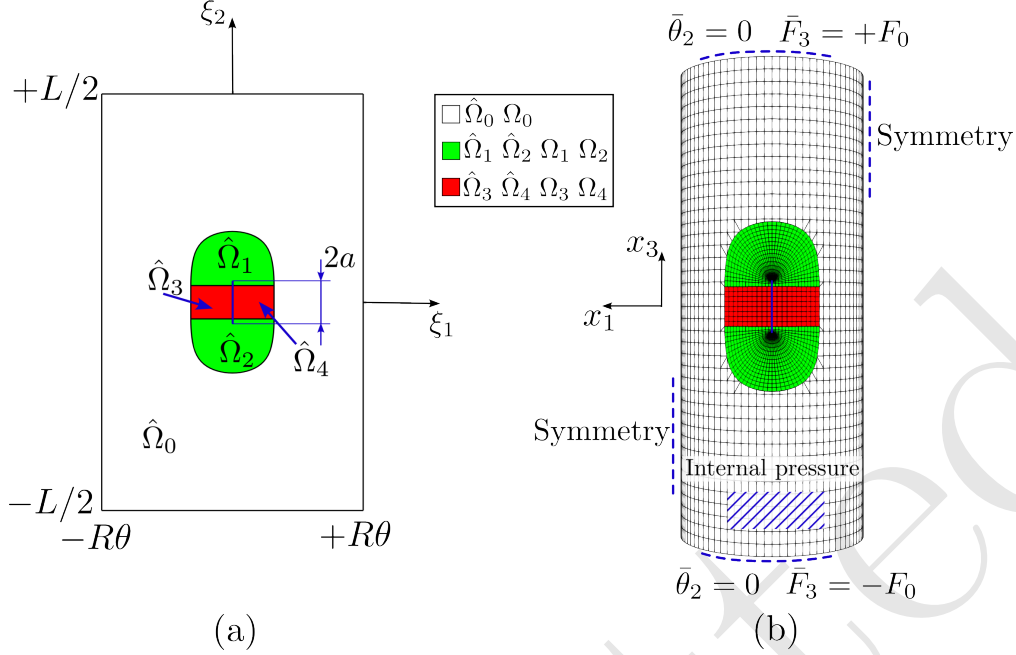 ξ₂
+L/2
2a
Ω̂₁
Ω̂₃
ξ₁
Ω̂₂
Ω̂₄
Ω̂₀
−L/2
−Rθ
+Rθ
(a)
Ω̂₀ Ω₀
Ω̂₁ Ω̂₂ Ω₁ Ω₂
Ω̂₃ Ω̂₄ Ω₃ Ω₄
θ̄₂ = 0 F̄₃ = +F₀
Symmetry
x₃
x₁
Symmetry
Internal pressure
θ̄₂ = 0 F̄₃ = −F₀
(b)
ted